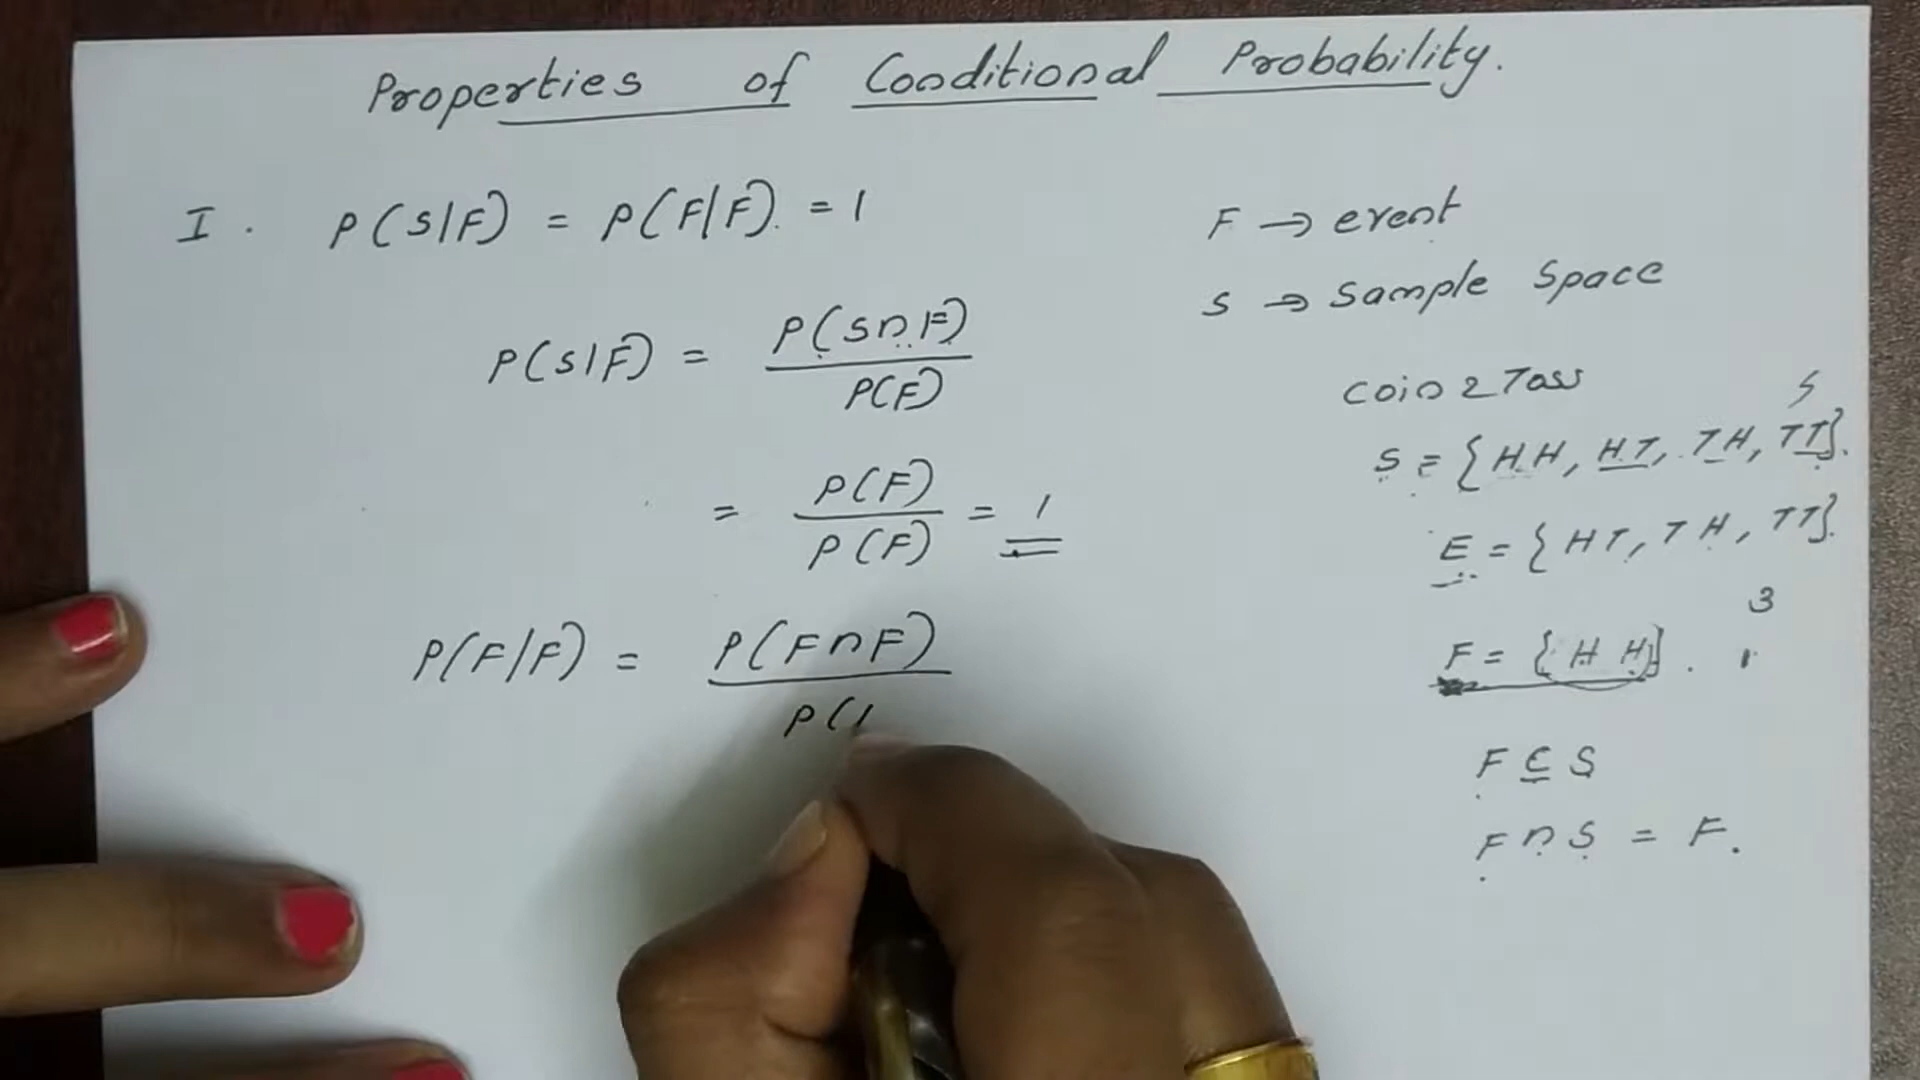 Properties of Conditional Probability.
I. P(S/F) = P(F/F). = 1
P(S/F) = P(S∩F) / P(F)
= P(F) / P(F) = 1
P(F/F) = P(F∩F) / P(
F → event
S → Sample Space
Coin 2 Toss
S
S = {HH, HT, TH, TT}.
E = {HT, TH, TT}.
3
F = {H H}. 1
F ⊆ S
F ∩ S = F.